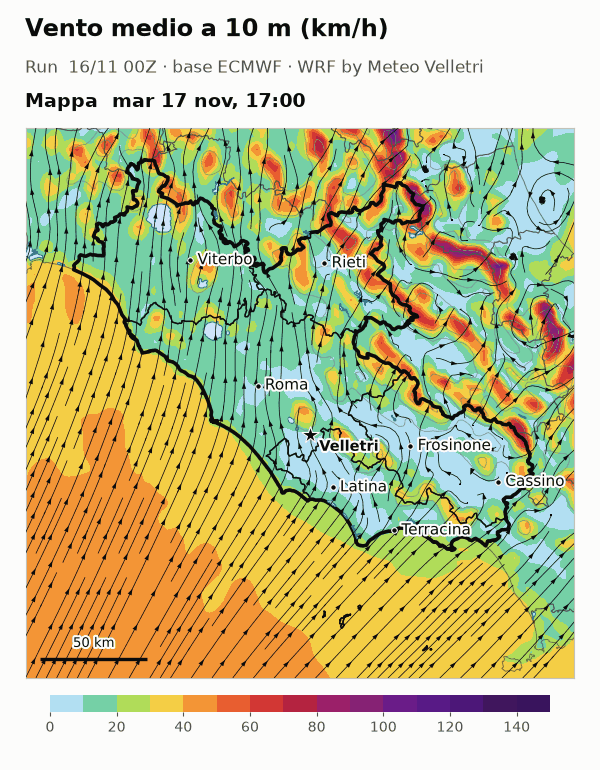 Vento medio a 10 m (km/h)
Run  16/11 00Z · base ECMWF · WRF by Meteo Velletri
Mappa  mar 17 nov, 17:00
Viterbo
Rieti
Roma
Velletri
Frosinone
Cassino
Latina
Terracina
50 km
0 20 40 60 80 100 120 140